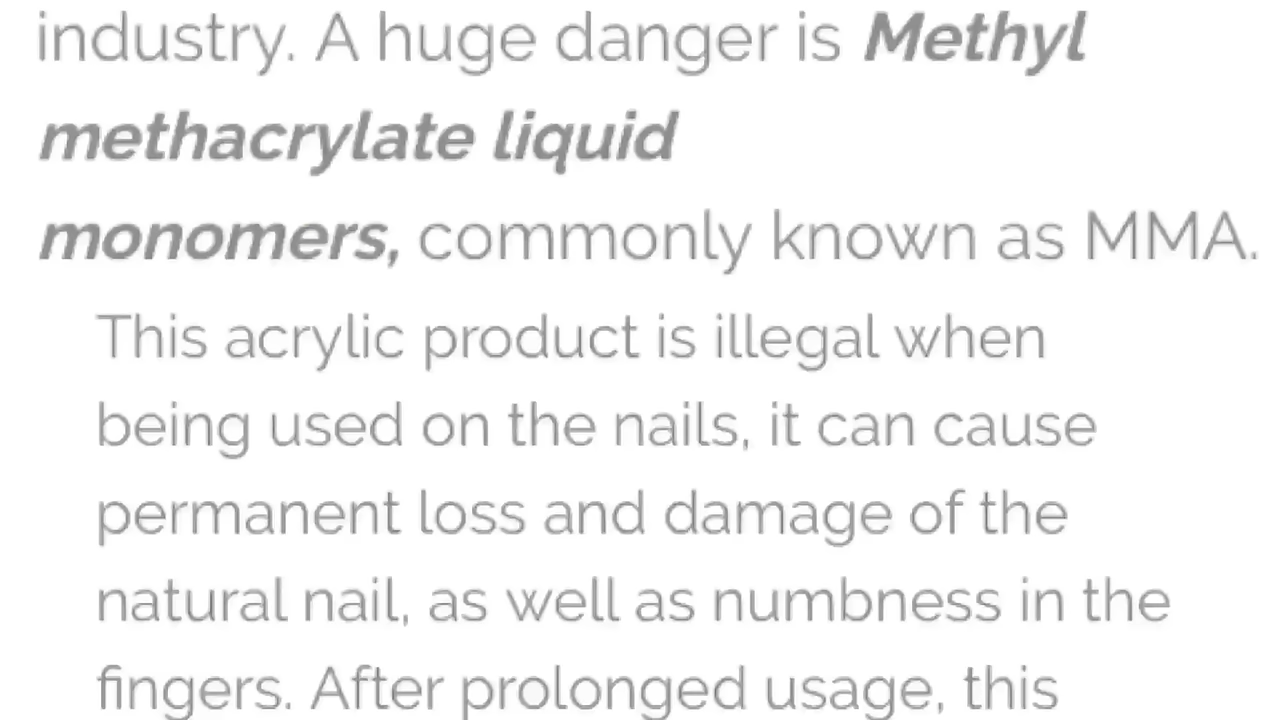 industry. A huge danger is Methyl
methacrylate liquid
monomers, commonly known as MMA.
This acrylic product is illegal when
being used on the nails, it can cause
permanent loss and damage of the
natural nail, as well as numbness in the
fingers. After prolonged usage, this